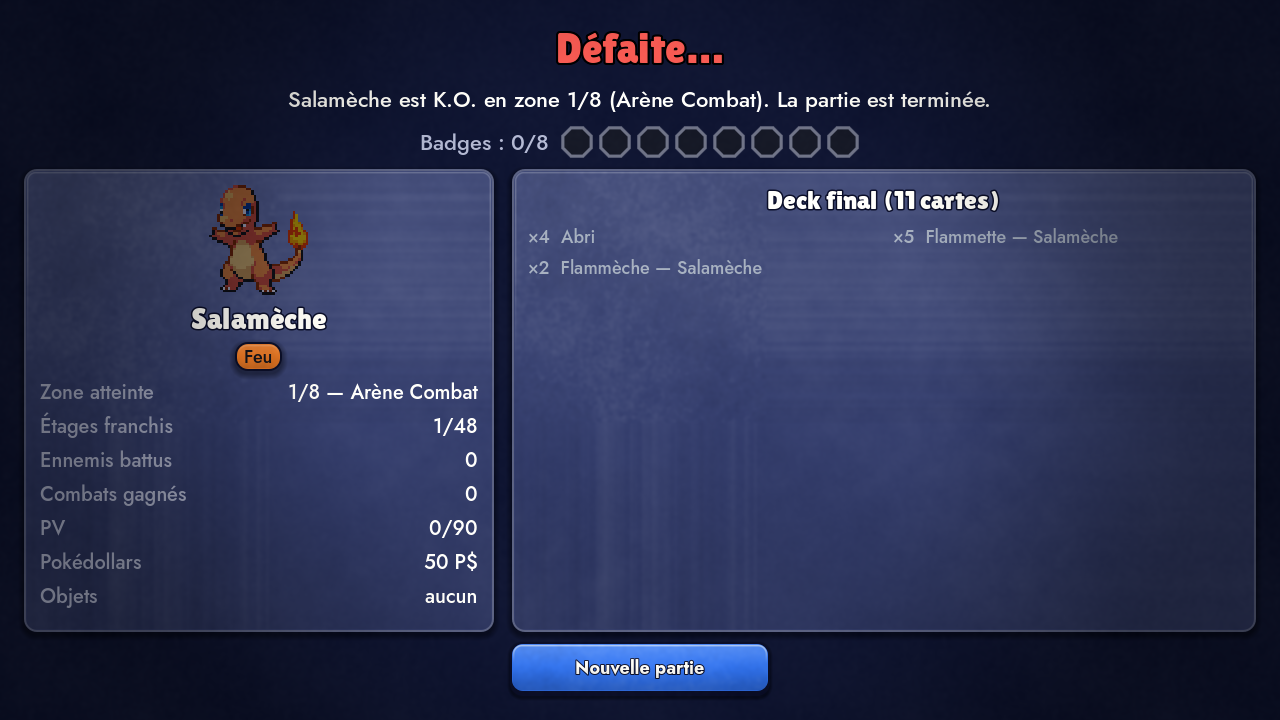 Défaite...
Salamèche est K.O. en zone 1/8 (Arène Combat). La partie est terminée.
Badges : 0/8
Salamèche
Feu
Zone atteinte 1/8 — Arène Combat
Étages franchis 1/48
Ennemis battus 0
Combats gagnés 0
PV 0/90
Pokédollars 50 P$
Objets aucun
Deck final (11 cartes)
×4 Abri ×5 Flammette — Salamèche
×2 Flammèche — Salamèche
Nouvelle partie